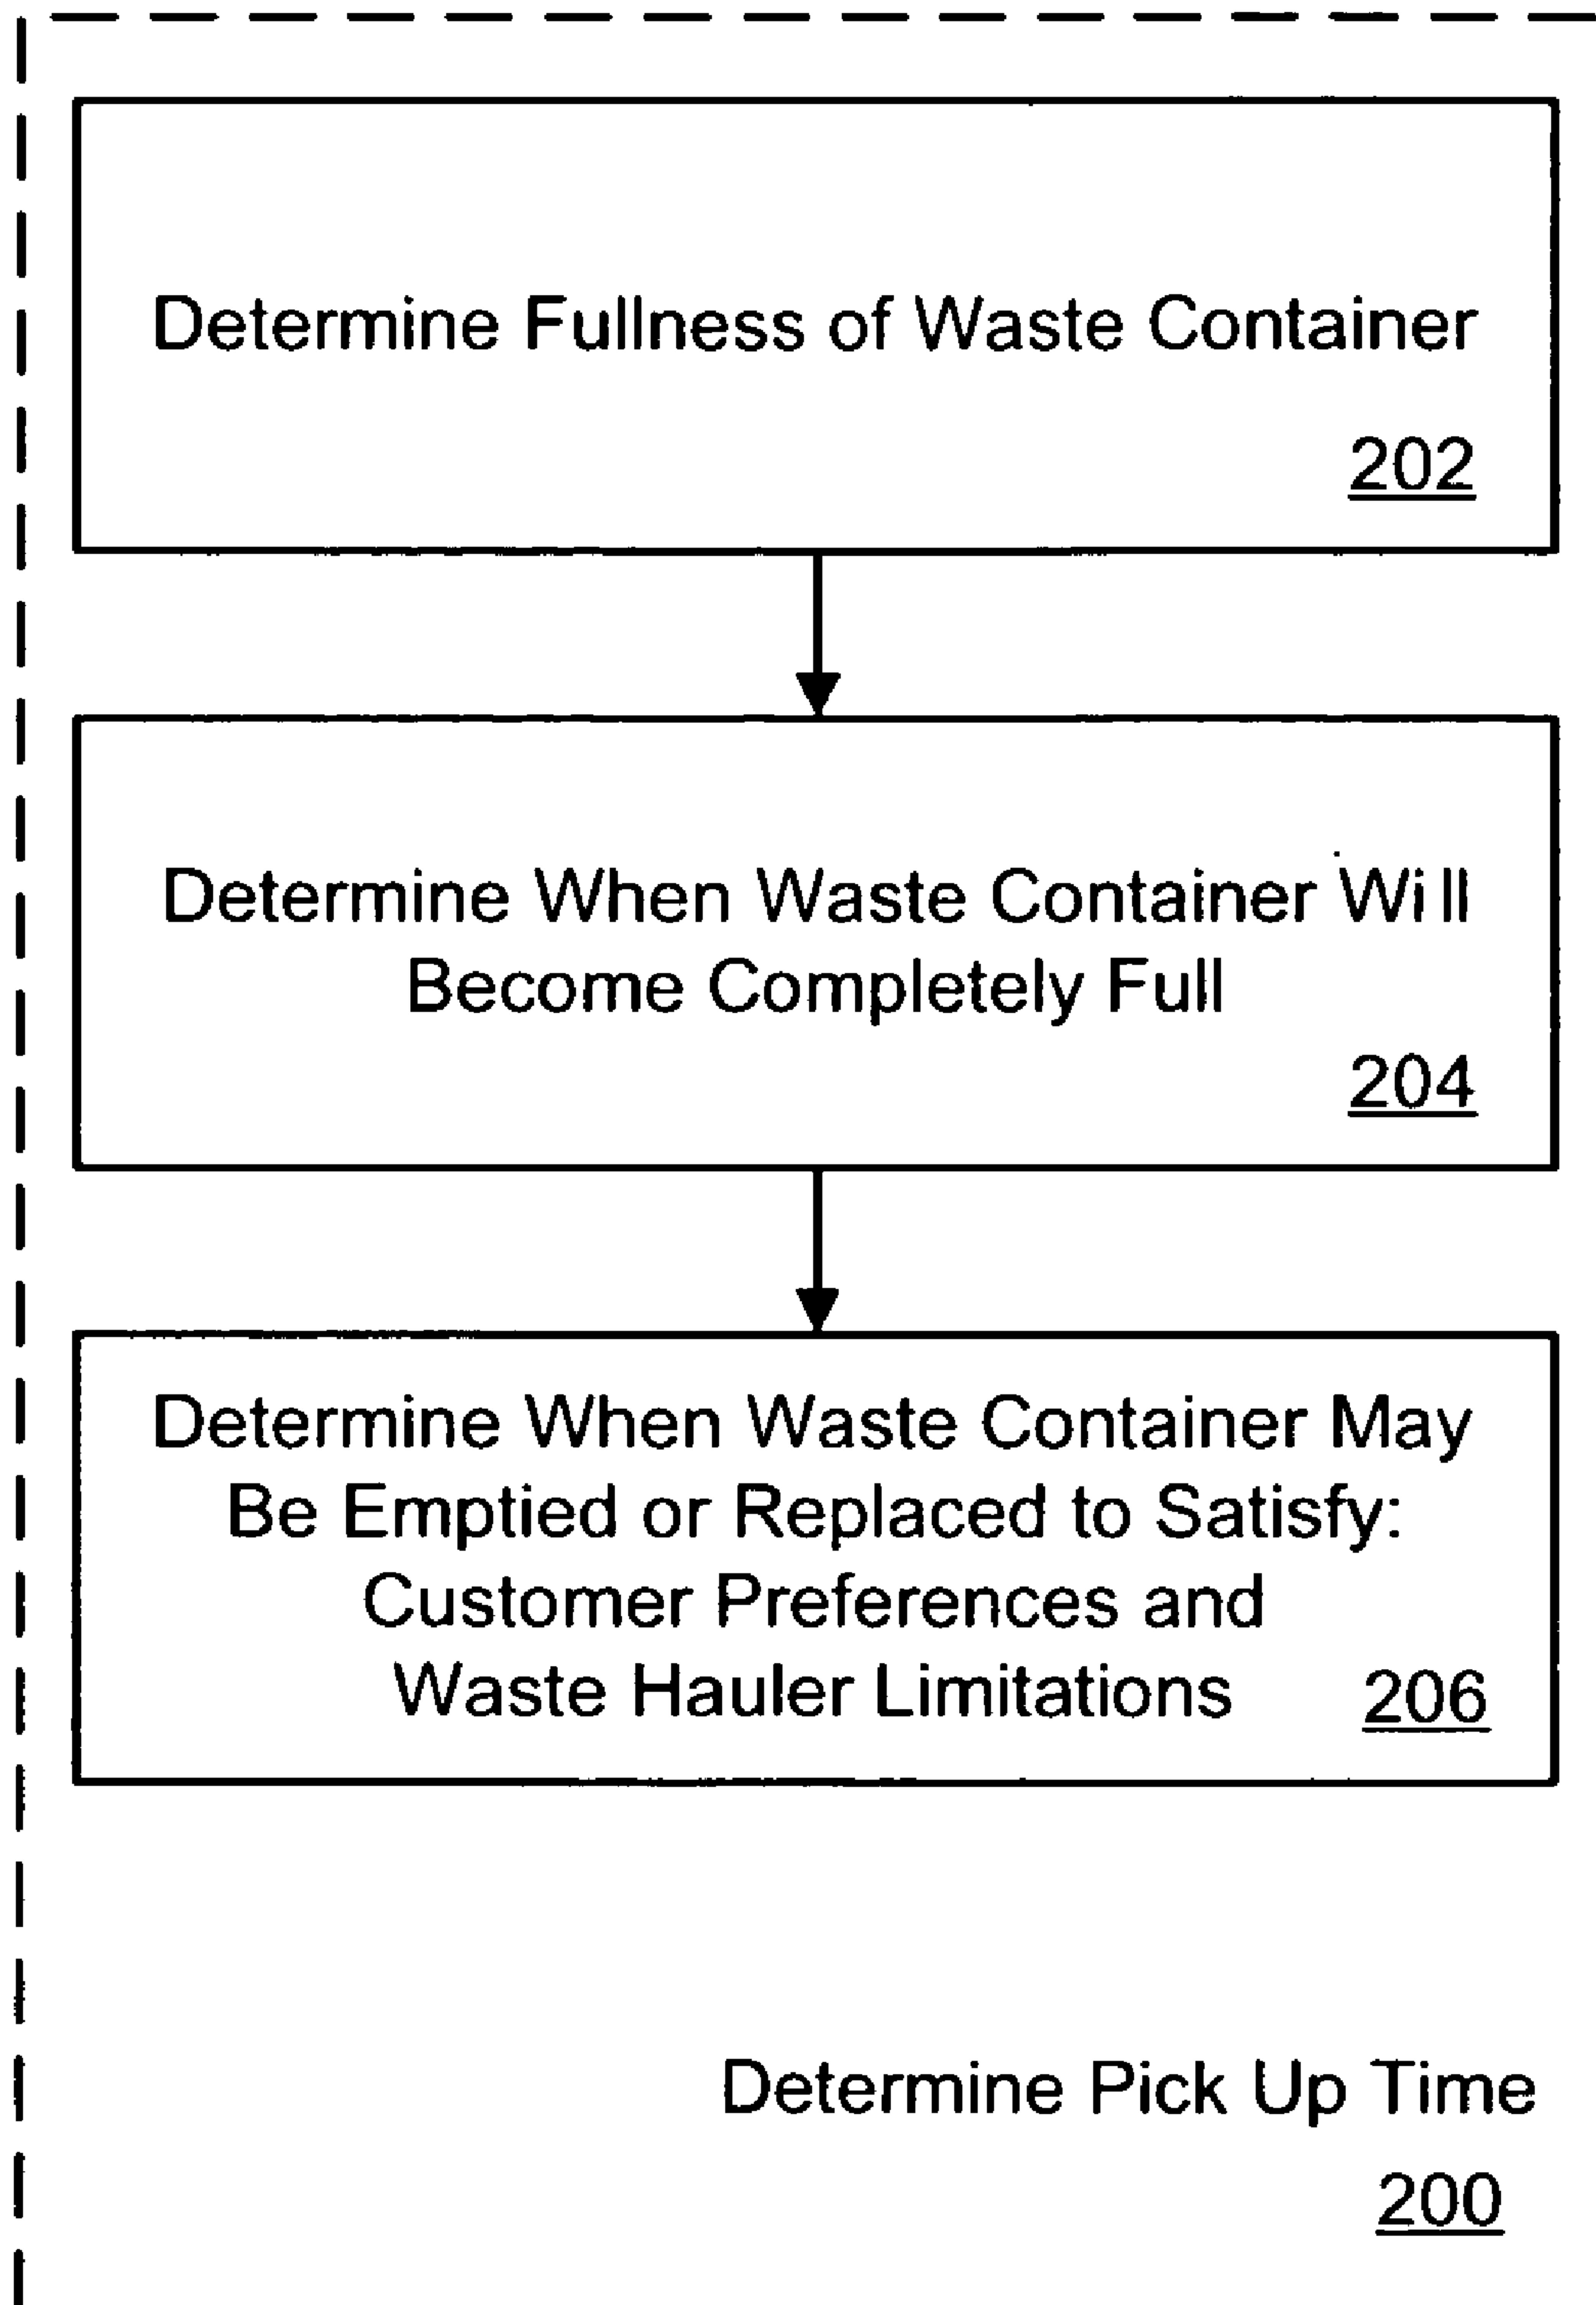 Determine Fullness of Waste Container
202
Determine When Waste Container Will
Become Completely Full
204
Determine When Waste Container May
Be Emptied or Replaced to Satisfy:
Customer Preferences and
Waste Hauler Limitations 206
Determine Pick Up Time
200